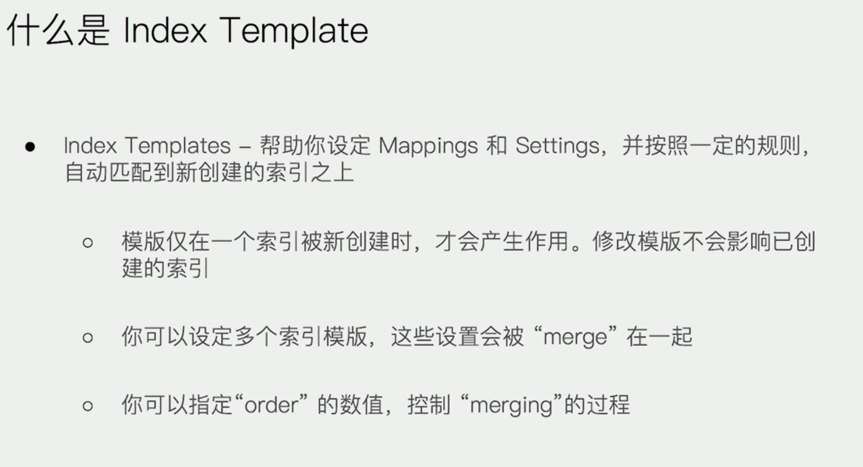 什么是 Index Template
● Index Templates – 帮助你设定 Mappings 和 Settings，并按照一定的规则，
自动匹配到新创建的索引之上
○ 模版仅在一个索引被新创建时，才会产生作用。修改模版不会影响已创
建的索引
○ 你可以设定多个索引模版，这些设置会被 “merge” 在一起
○ 你可以指定“order” 的数值，控制 “merging”的过程